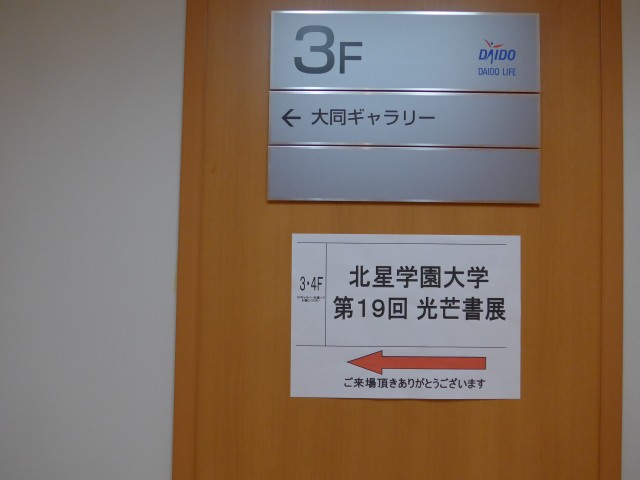 3F
DAIDO
DAIDO LIFE
← 大同ギャラリー
3・4F
北星学園大学
第19回 光芒書展
ご来場頂きありがとうございます